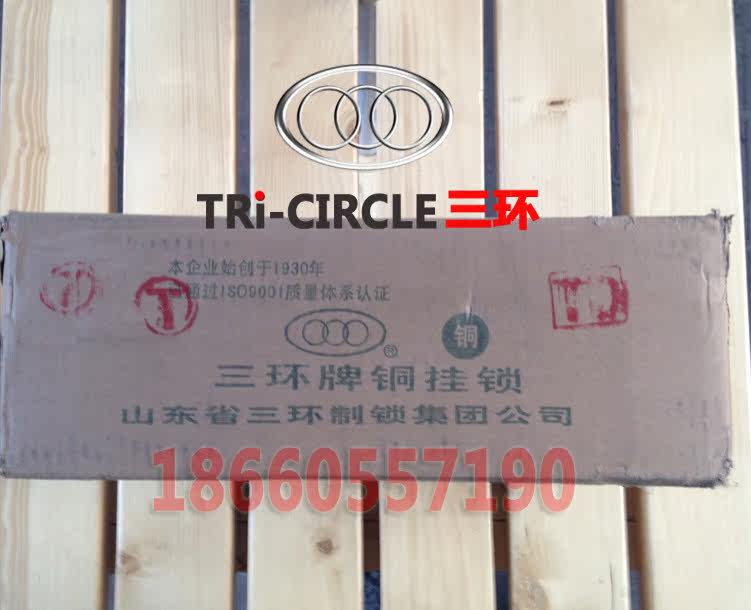 TRi-CIRCLE 三环
本企业始创于1930年
通过ISO9001质量体系认证
® 铜
三环牌铜挂锁
山东省三环制锁集团公司
18660557190